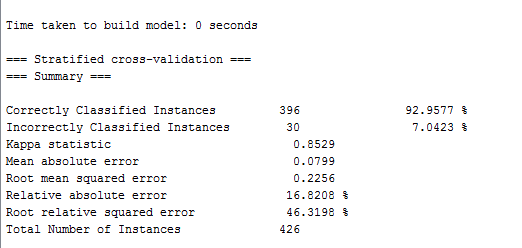 Time taken to build model: 0 seconds
=== Stratified cross-validation ===
=== Summary ===
Correctly Classified Instances 396 92.9577 %
Incorrectly Classified Instances 30 7.0423 %
Kappa statistic 0.8529
Mean absolute error 0.0799
Root mean squared error 0.2256
Relative absolute error 16.8208 %
Root relative squared error 46.3198 %
Total Number of Instances 426